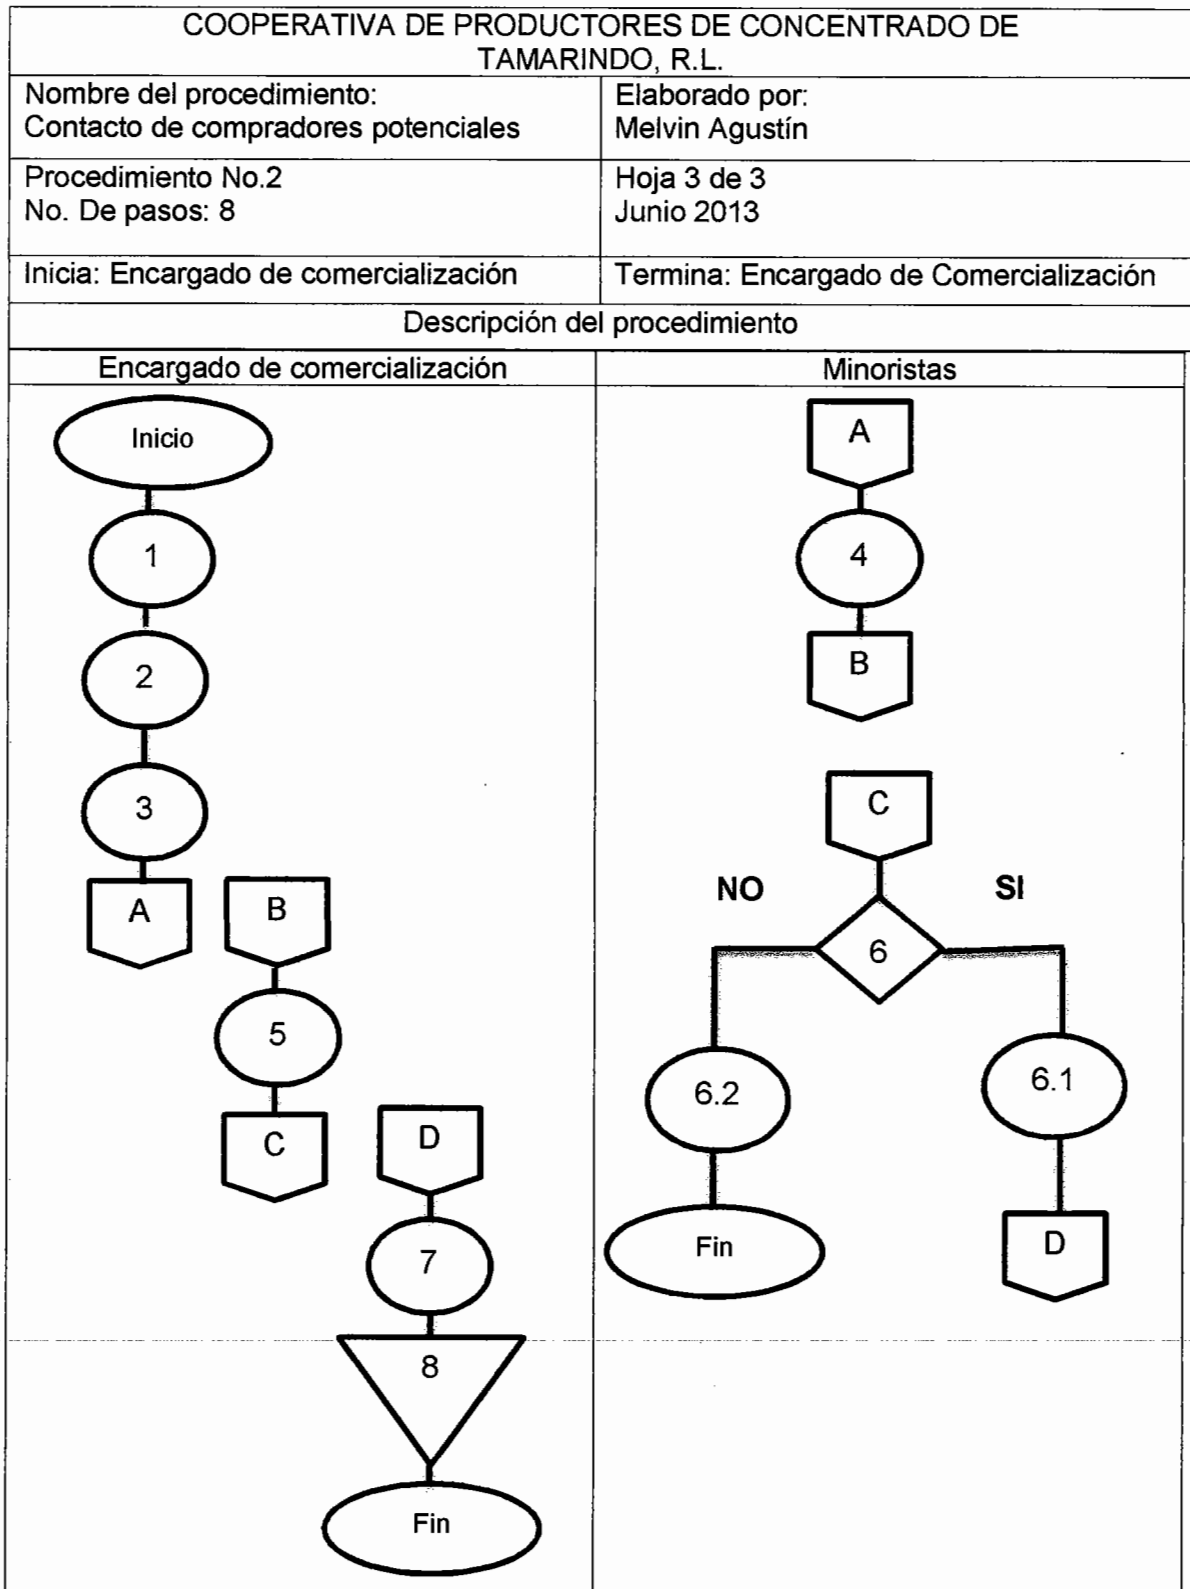 COOPERATIVA DE PRODUCTORES DE CONCENTRADO DE
TAMARINDO, R.L.
Nombre del procedimiento:
Contacto de compradores potenciales
Elaborado por:
Melvin Agustín
Procedimiento No.2
No. De pasos: 8
Hoja 3 de 3
Junio 2013
Inicia: Encargado de comercialización
Termina: Encargado de Comercialización
Descripción del procedimiento
Encargado de comercialización
Inicio
1
2
3
A
B
5
C
D
7
8
Fin
Minoristas
A
4
B
C
NO
SI
6
6.2
6.1
Fin
D